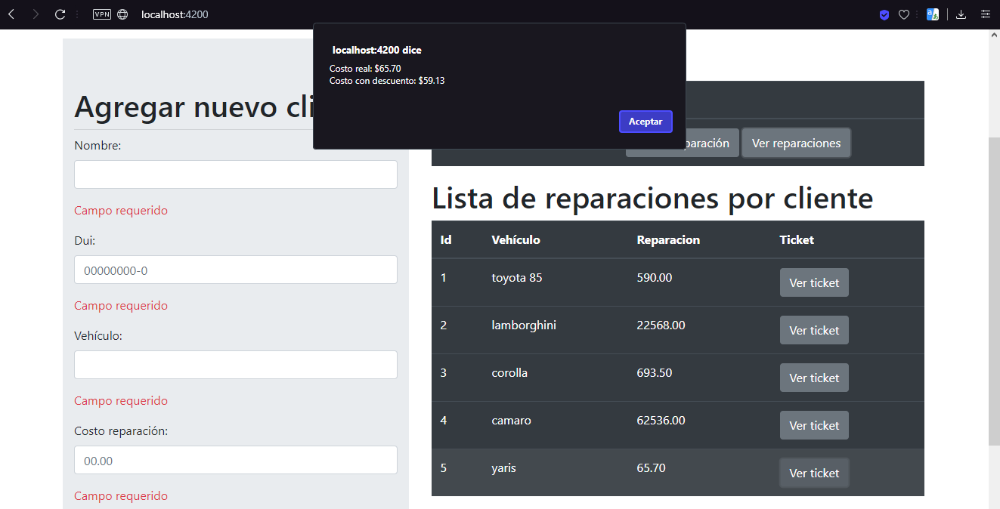 VPN localhost:4200
localhost:4200 dice
Costo real: $65.70
Costo con descuento: $59.13
Aceptar
Agregar nuevo cli
Nombre:
Campo requerido
Dui:
00000000-0
Campo requerido
Vehículo:
Campo requerido
Costo reparación:
00.00
Campo requerido
paración Ver reparaciones
Lista de reparaciones por cliente
Id Vehículo Reparacion Ticket
1 toyota 85 590.00 Ver ticket
2 lamborghini 22568.00 Ver ticket
3 corolla 693.50 Ver ticket
4 camaro 62536.00 Ver ticket
5 yaris 65.70 Ver ticket